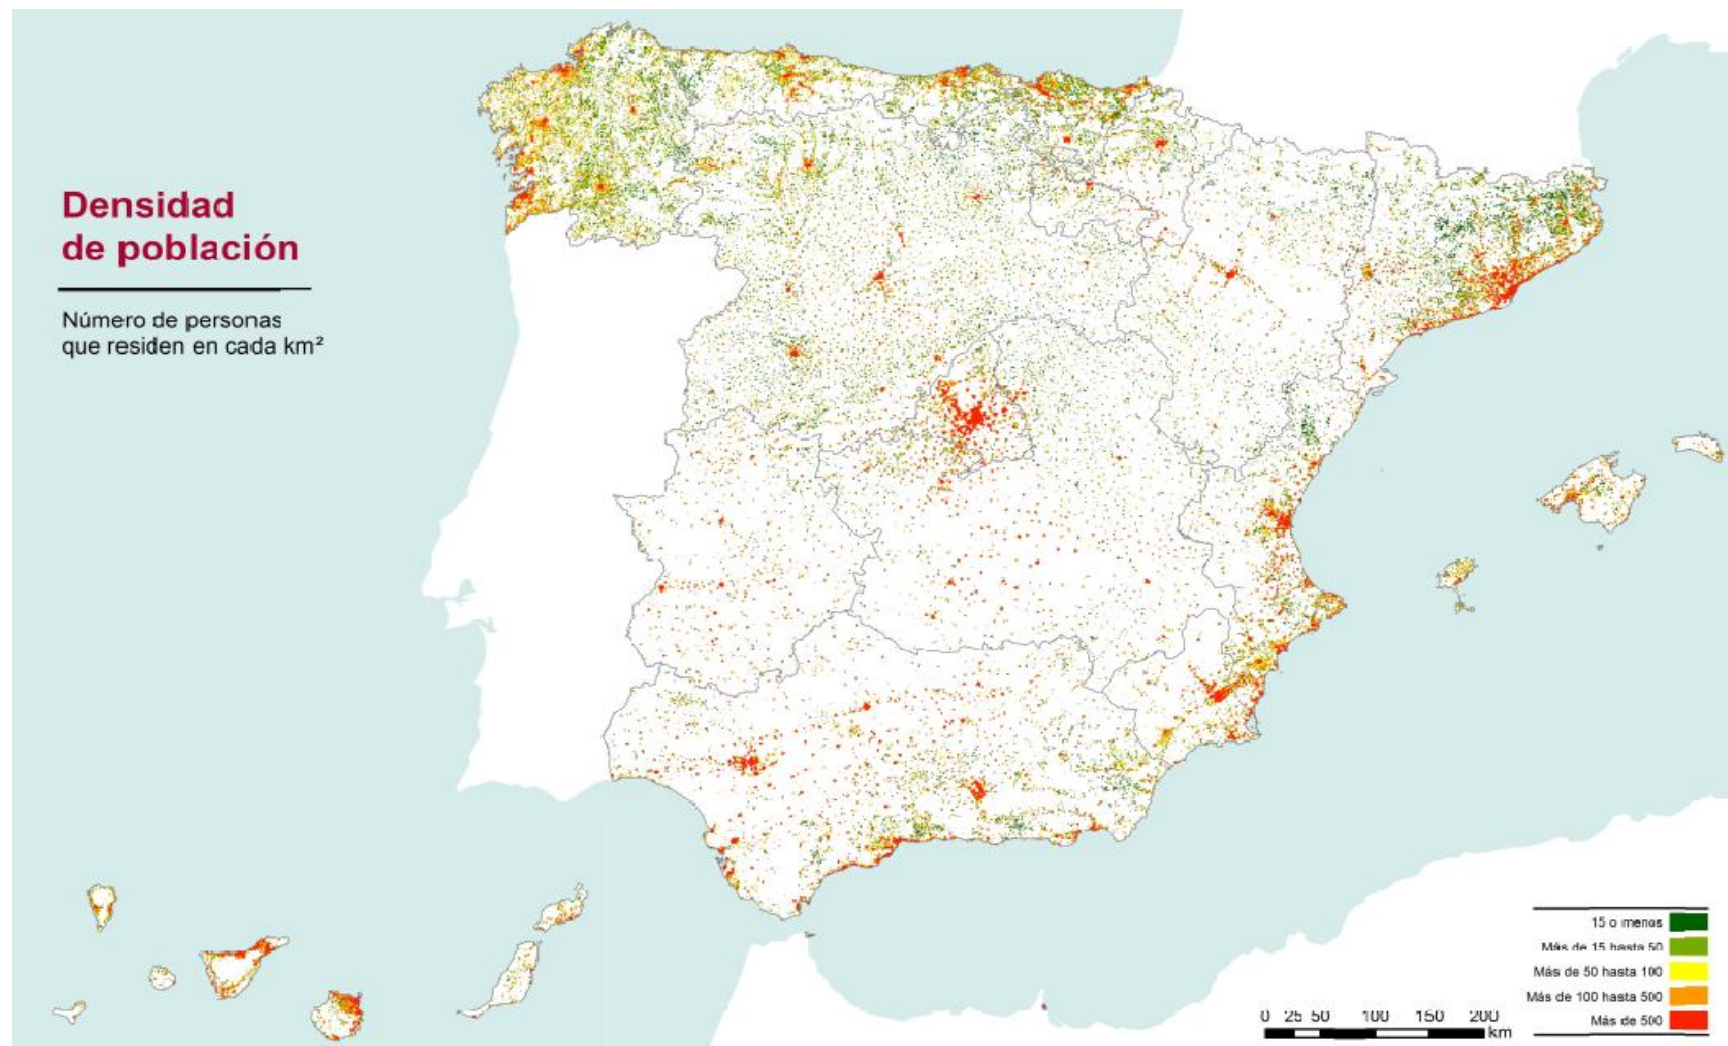 Densidad
de población
Número de personas
que residen en cada km²
15 o menos
Más de 15 hasta 50
Más de 50 hasta 100
Más de 100 hasta 500
Más de 500
0 25 50 100 150 200
km